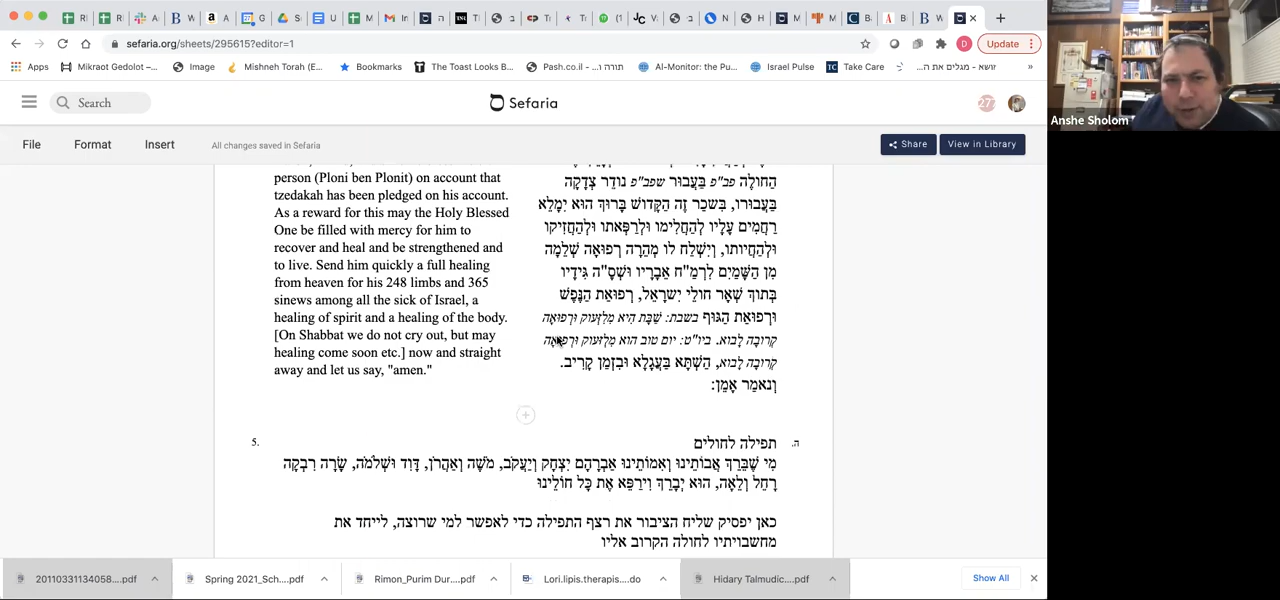 sefaria.org/sheets/295615?editor=1
Update
Apps
Mikraot Gedolot –...
Image
Mishneh Torah (E...
Bookmarks
The Toast Looks B...
Pash.co.il – ...תורה ו
Al-Monitor: the Pu...
Israel Pulse
Take Care
נושא - מגלים את ה...
»
Search
Sefaria
File
Format
Insert
All changes saved in Sefaria
Share
View in Library
Anshe Sholom
person (Ploni ben Plonit) on account that
tzedakah has been pledged on his account.
As a reward for this may the Holy Blessed
One be filled with mercy for him to
recover and heal and be strengthened and
to live. Send him quickly a full healing
from heaven for his 248 limbs and 365
sinews among all the sick of Israel, a
healing of spirit and a healing of the body.
[On Shabbat we do not cry out, but may
healing come soon etc.] now and straight
away and let us say, "amen."
הַחוֹלֶה פב"פ בַּעֲבוּר שפב"פ נוֹדֵר צְדָקָה
בַּעֲבוּרוֹ, בִּשְׂכַר זֶה הַקָּדוֹשׁ בָּרוּךְ הוּא יִמָּלֵא
רַחֲמִים עָלָיו לְהַחֲלִימוֹ וּלְרַפְּאֹתוֹ וּלְהַחֲזִיקוֹ
וּלְהַחֲיוֹתוֹ, וְיִשְׁלַח לוֹ מְהֵרָה רְפוּאָה שְׁלֵמָה
מִן הַשָּׁמַיִם לִרְמַ"ח אֵבָרָיו וּשְׁסָ"ה גִּידָיו
בְּתוֹךְ שְׁאָר חוֹלֵי יִשְׂרָאֵל, רְפוּאַת הַנֶּפֶשׁ
וּרְפוּאַת הַגּוּף בשבת: שַׁבָּת הִיא מִלִּזְעוֹק וּרְפוּאָה
קְרוֹבָה לָבוֹא. ביו"ט: יוֹם טוֹב הוּא מִלִּזְעוֹק וּרְפוּאָה
קְרוֹבָה לָבוֹא, הַשְׁתָּא בַּעֲגָלָא וּבִזְמַן קָרִיב.
וְנֹאמַר אָמֵן:
5.
ה.
תפילה לחולים
מִי שֶׁבֵּרַךְ אֲבוֹתֵינוּ וְאִמּוֹתֵינוּ אַבְרָהָם יִצְחָק וְיַעֲקֹב, מֹשֶׁה וְאַהֲרֹן, דָּוִד וּשְׁלֹמֹה, שָׂרָה רִבְקָה
רָחֵל וְלֵאָה, הוּא יְבָרֵךְ וִירַפֵּא אֶת כָּל חוֹלֵינוּ
כאן יפסיק שליח הציבור את רצף התפילה כדי לאפשר למי שרוצה, לייחד את
מחשבויתיו לחולה הקרוב אליו
20110331134058....pdf
Spring 2021_Sch....pdf
Rimon_Purim Dur....pdf
Lori.lipis.therapis....do
Hidary Talmudic....pdf
Show All